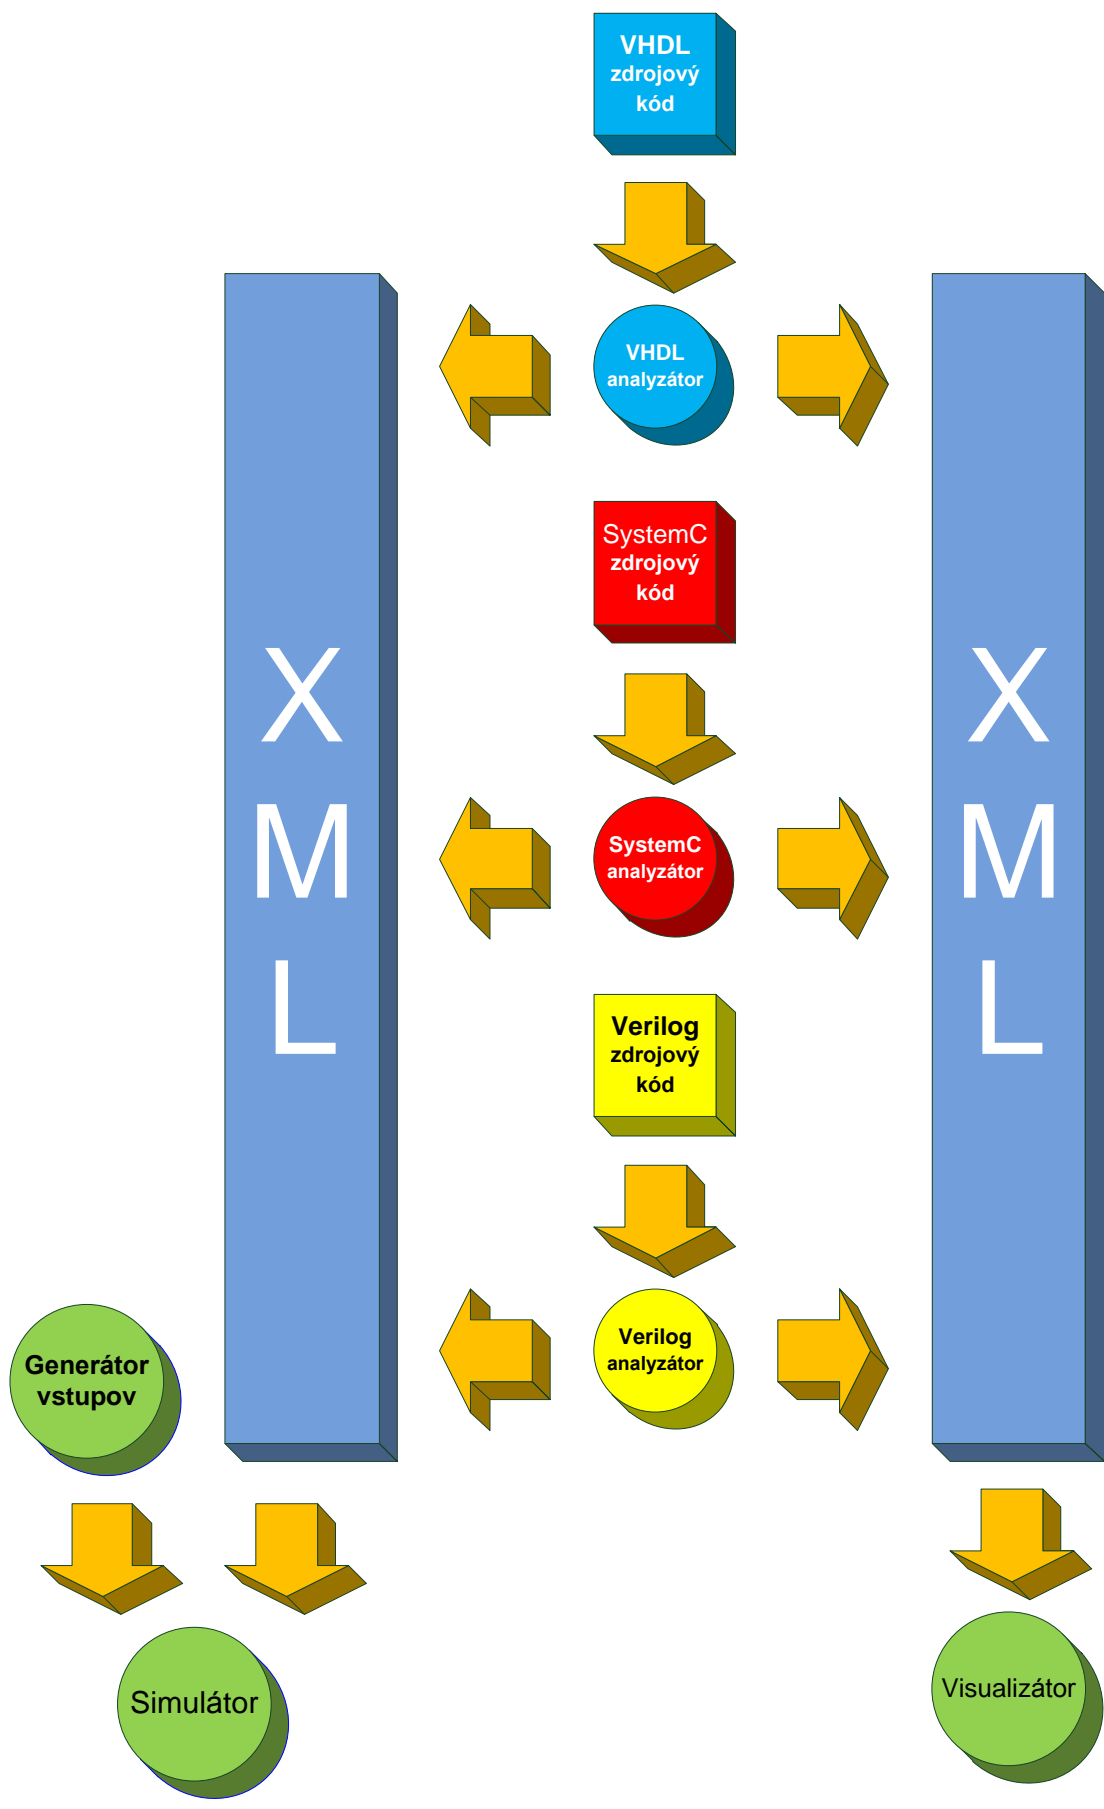 VHDL
zdrojový
kód
VHDL
analyzátor
SystemC
zdrojový
kód
X
M
L
X
M
L
SystemC
analyzátor
Verilog
zdrojový
kód
Verilog
analyzátor
Generátor
vstupov
Simulátor
Visualizátor